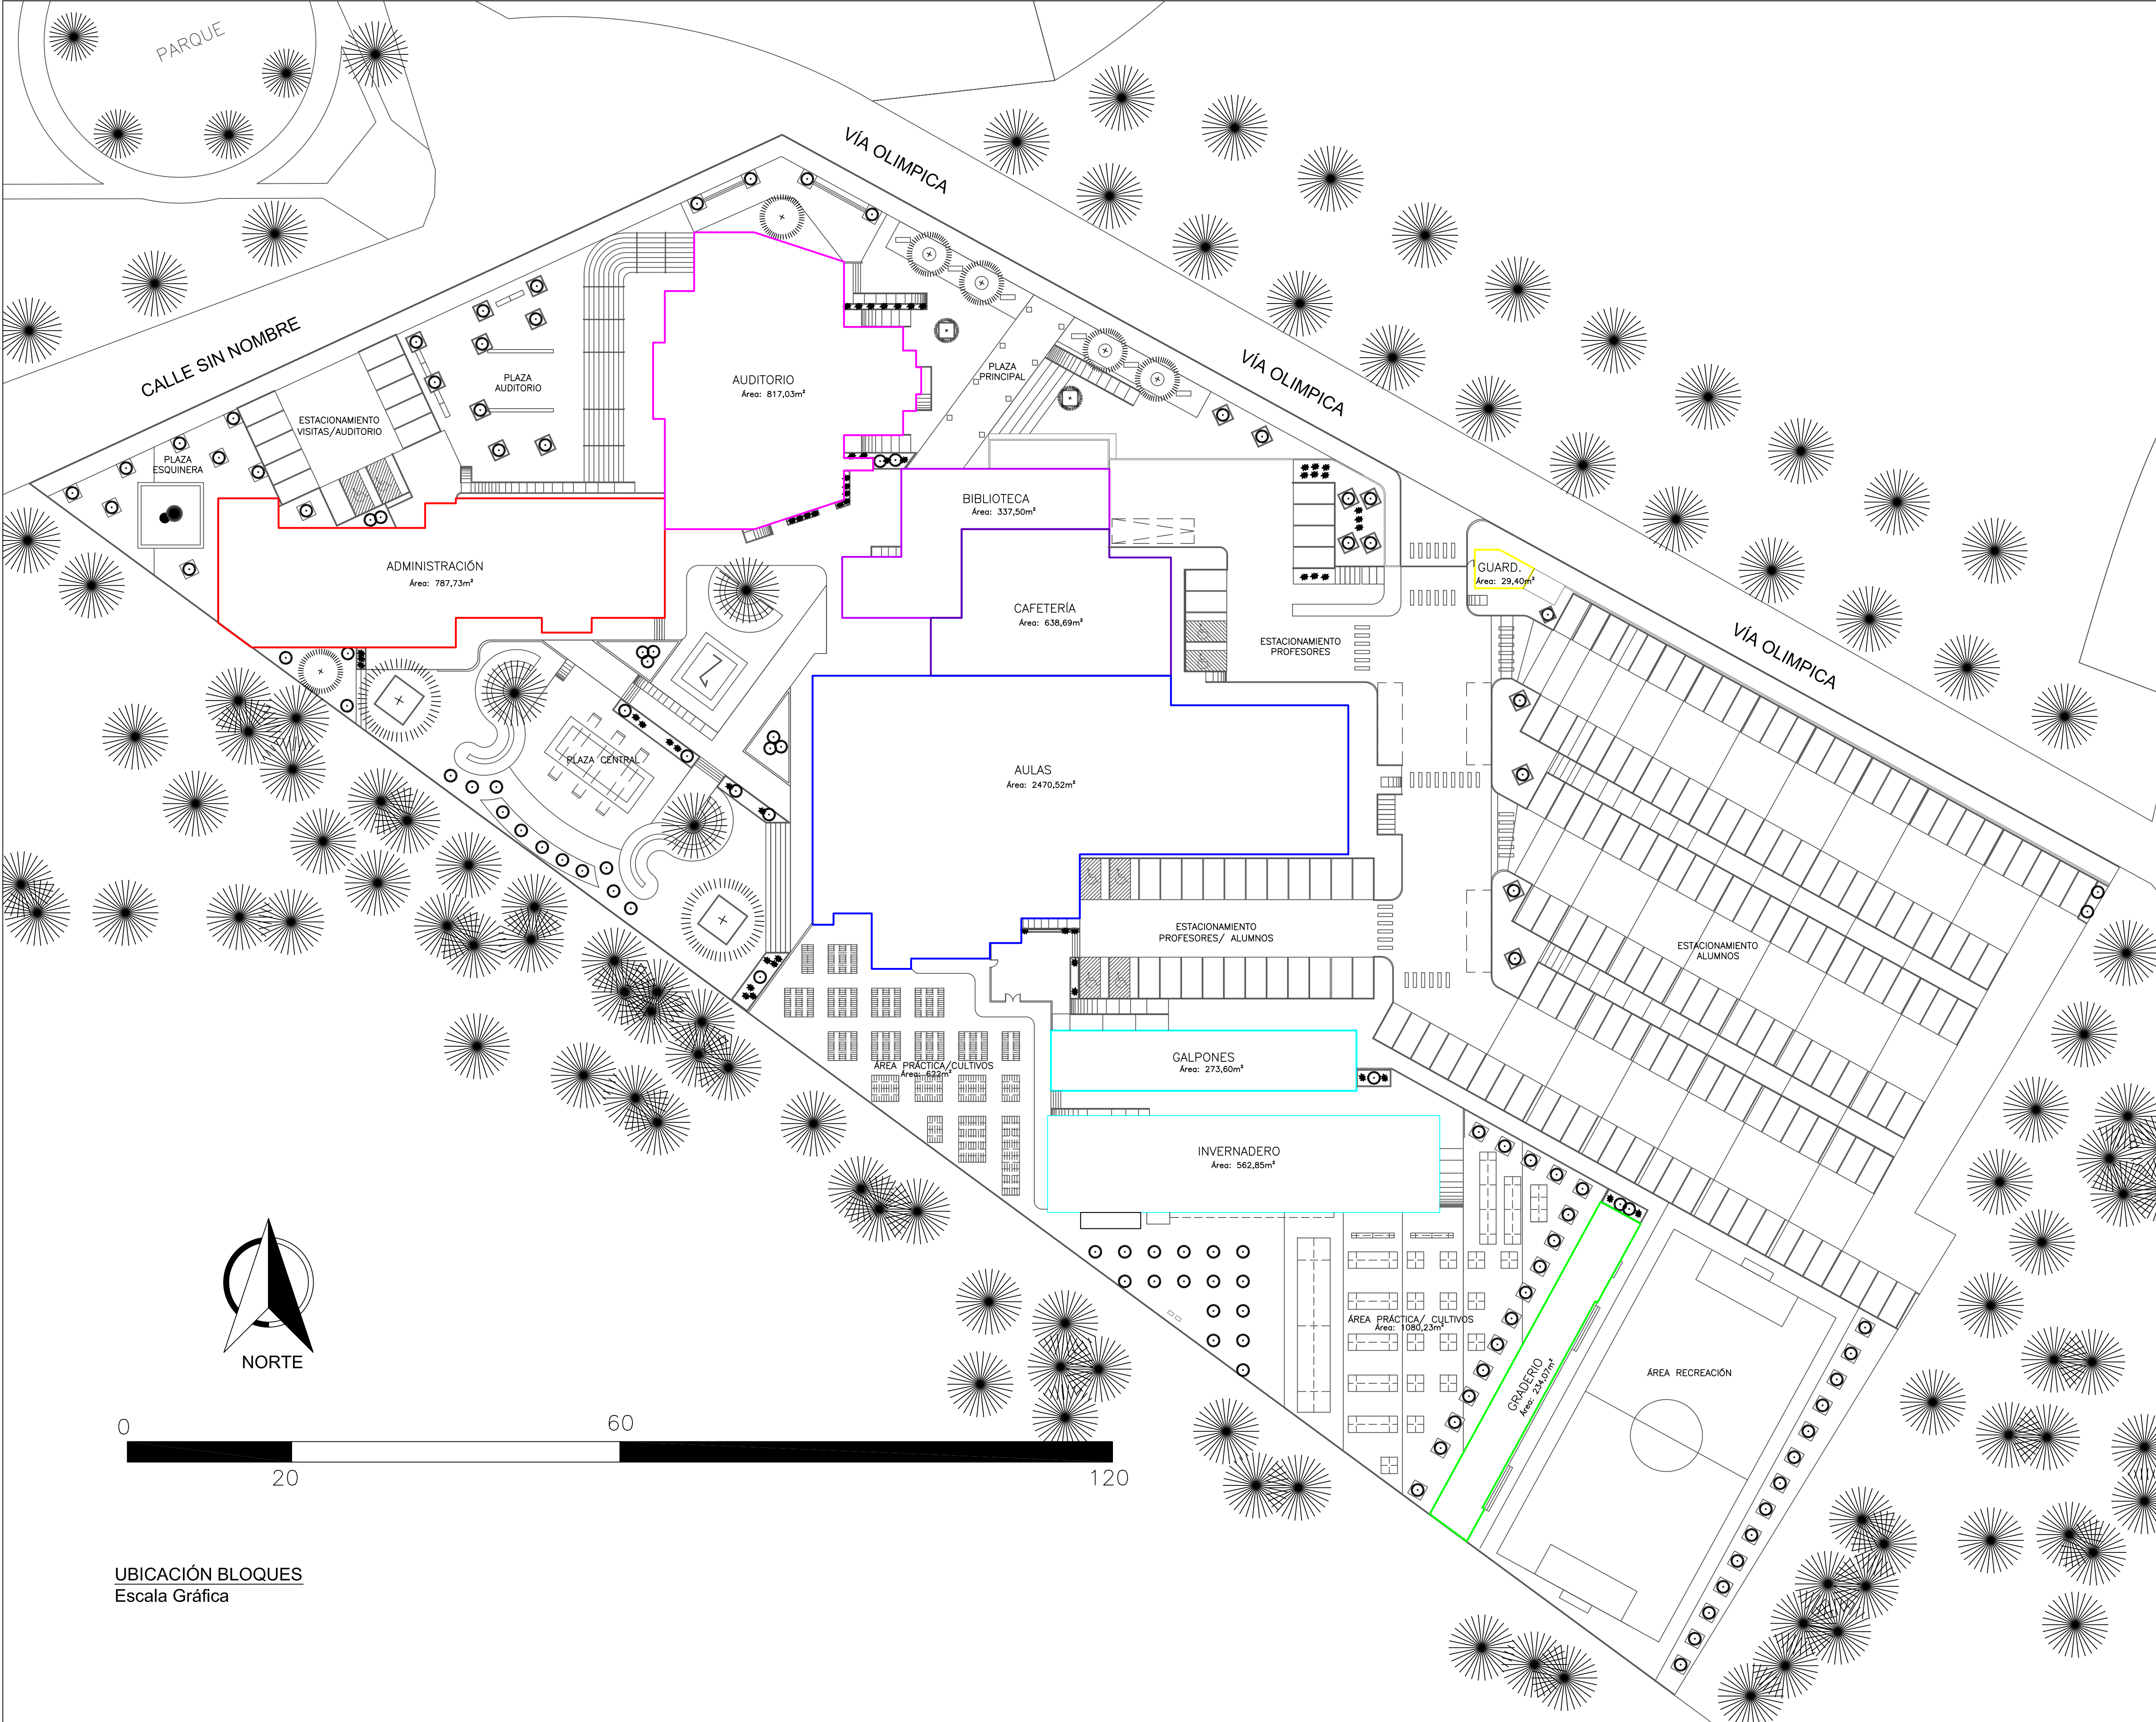 PARQUE
VÍA OLIMPICA
CALLE SIN NOMBRE
VÍA OLIMPICA
PLAZA
AUDITORIO
AUDITORIO
Área: 817,03m²
PLAZA
PRINCIPAL
ESTACIONAMIENTO
VISITAS/AUDITORIO
PLAZA
ESQUINERA
BIBLIOTECA
Área: 337,50m²
ADMINISTRACIÓN
Área: 787,73m²
GUARD.
Área: 29,40m²
CAFETERÍA
Área: 638,69m²
ESTACIONAMIENTO
PROFESORES
VÍA OLIMPICA
PLAZA CENTRAL
AULAS
Área: 2470,52m²
ESTACIONAMIENTO
PROFESORES/ ALUMNOS
ESTACIONAMIENTO
ALUMNOS
GALPONES
Área: 273,60m²
ÁREA PRÁCTICA/CULTIVOS
Área: 622m²
INVERNADERO
Área: 562,85m²
ÁREA PRÁCTICA/ CULTIVOS
Área: 1080,23m²
GRADERIO
Área: 234,07m²
ÁREA RECREACIÓN
NORTE
0
60
20
120
UBICACIÓN BLOQUES
Escala Gráfica